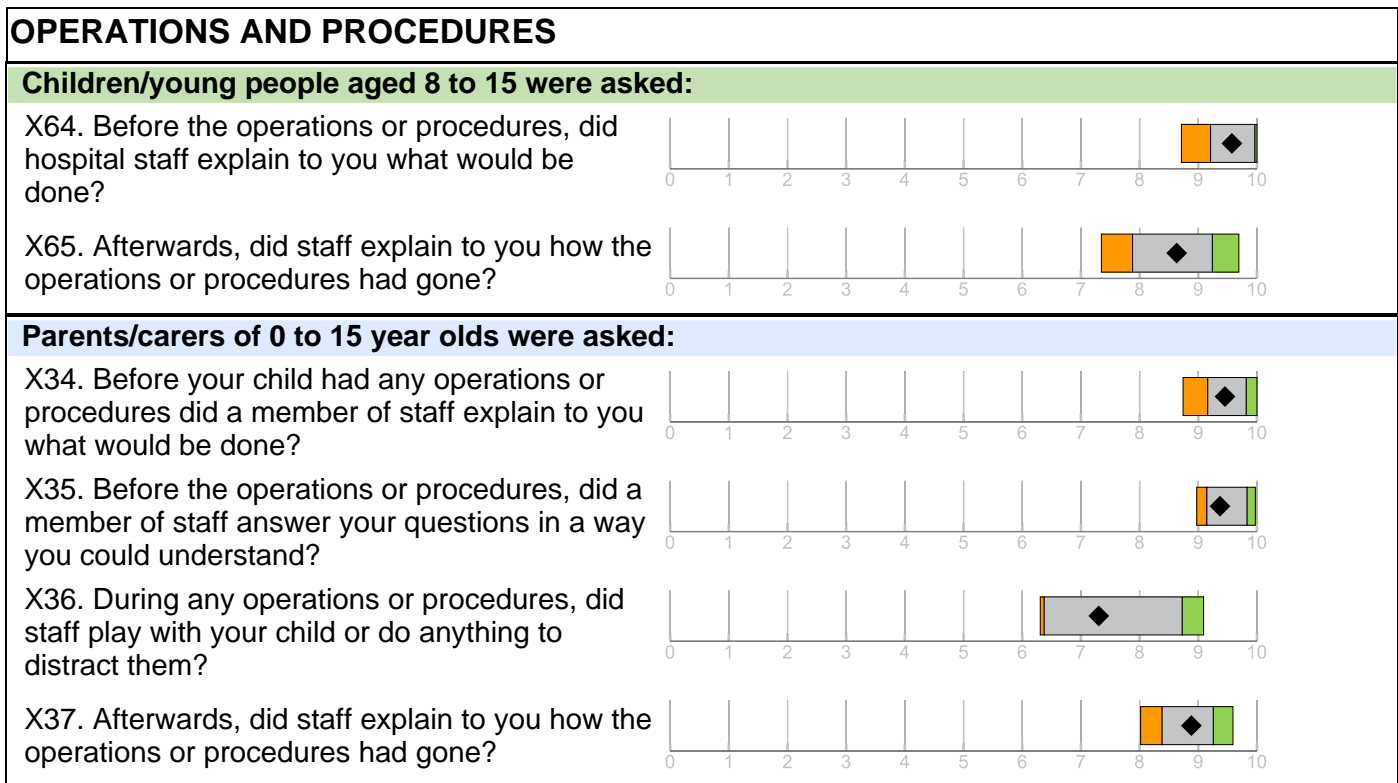 OPERATIONS AND PROCEDURES
Children/young people aged 8 to 15 were asked:
X64. Before the operations or procedures, did
hospital staff explain to you what would be
done?
0 1 2 3 4 5 6 7 8 9 10
X65. Afterwards, did staff explain to you how the
operations or procedures had gone?
0 1 2 3 4 5 6 7 8 9 10
Parents/carers of 0 to 15 year olds were asked:
X34. Before your child had any operations or
procedures did a member of staff explain to you
what would be done?
0 1 2 3 4 5 6 7 8 9 10
X35. Before the operations or procedures, did a
member of staff answer your questions in a way
you could understand?
0 1 2 3 4 5 6 7 8 9 10
X36. During any operations or procedures, did
staff play with your child or do anything to
distract them?
0 1 2 3 4 5 6 7 8 9 10
X37. Afterwards, did staff explain to you how the
operations or procedures had gone?
0 1 2 3 4 5 6 7 8 9 10